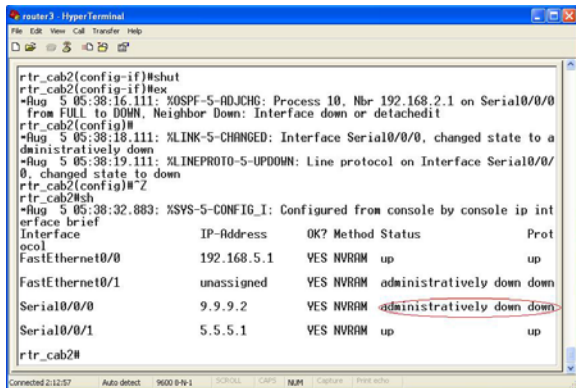 router3 - HyperTerminal
File Edit View Call Transfer Help
rtr_cab2(config-if)#shut
rtr_cab2(config-if)#ex
*Aug  5 05:38:16.111: %OSPF-5-ADJCHG: Process 10, Nbr 192.168.2.1 on Serial0/0/0
 from FULL to DOWN, Neighbor Down: Interface down or detachedit
rtr_cab2(config)#
*Aug  5 05:38:18.111: %LINK-5-CHANGED: Interface Serial0/0/0, changed state to a
dministratively down
*Aug  5 05:38:19.111: %LINEPROTO-5-UPDOWN: Line protocol on Interface Serial0/0/
0, changed state to down
rtr_cab2(config)#^Z
rtr_cab2#sh
*Aug  5 05:38:32.883: %SYS-5-CONFIG_I: Configured from console by console ip int
erface brief
Interface IP-Address OK? Method Status Prot
ocol
FastEthernet0/0 192.168.5.1 YES NVRAM up up
FastEthernet0/1 unassigned YES NVRAM administratively down down
Serial0/0/0 9.9.9.2 YES NVRAM administratively down down
Serial0/0/1 5.5.5.1 YES NVRAM up up
rtr_cab2#
Connected 2:12:57 Auto detect 9600 8-N-1 SCROLL CAPS NUM Capture Print echo